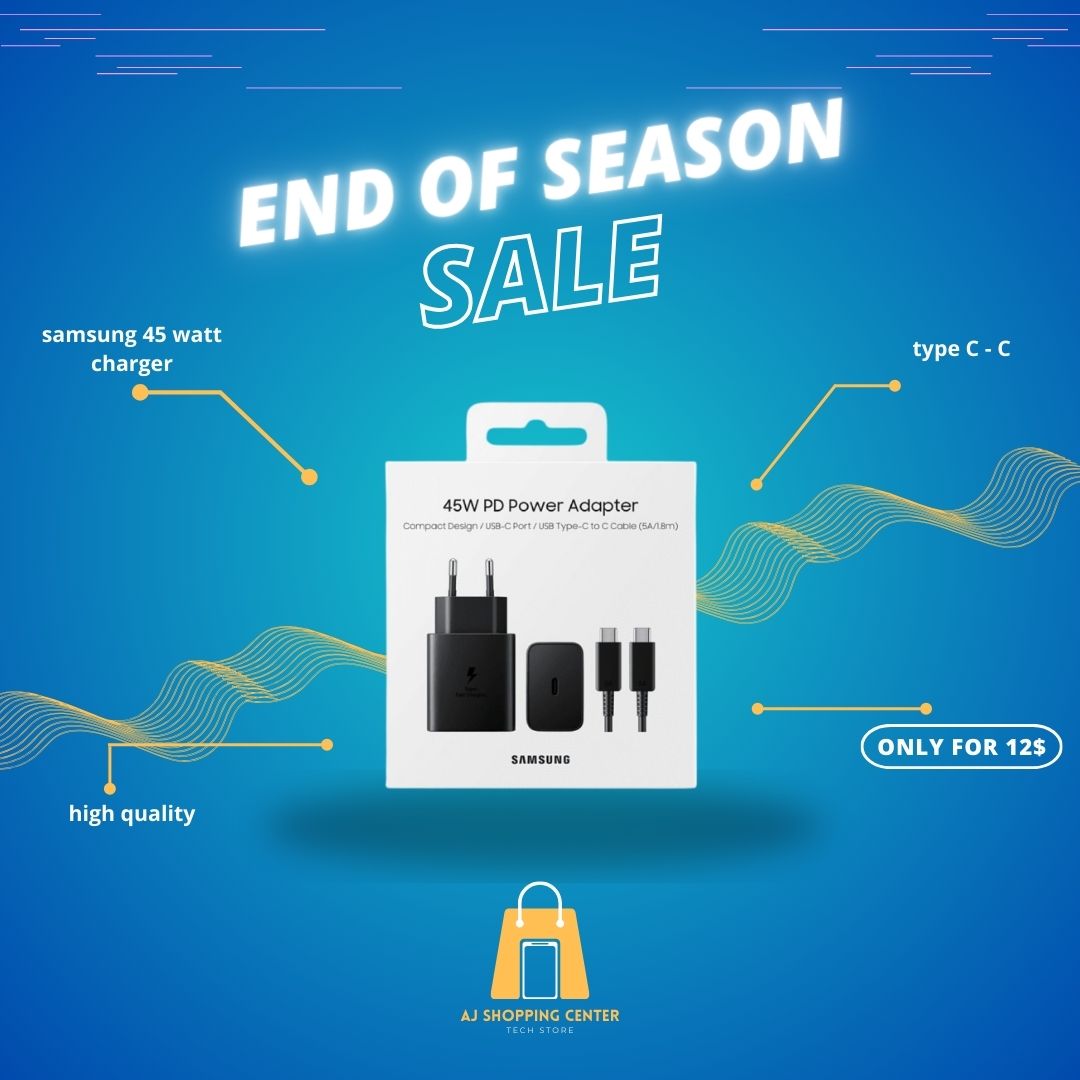 END OF SEASON
SALE
samsung 45 watt
charger
type C - C
45W PD Power Adapter
Compact Design / USB-C Port / USB Type-C to C Cable (5A/1.8m)
SAMSUNG
ONLY FOR 12$
high quality
AJ SHOPPING CENTER
TECH STORE